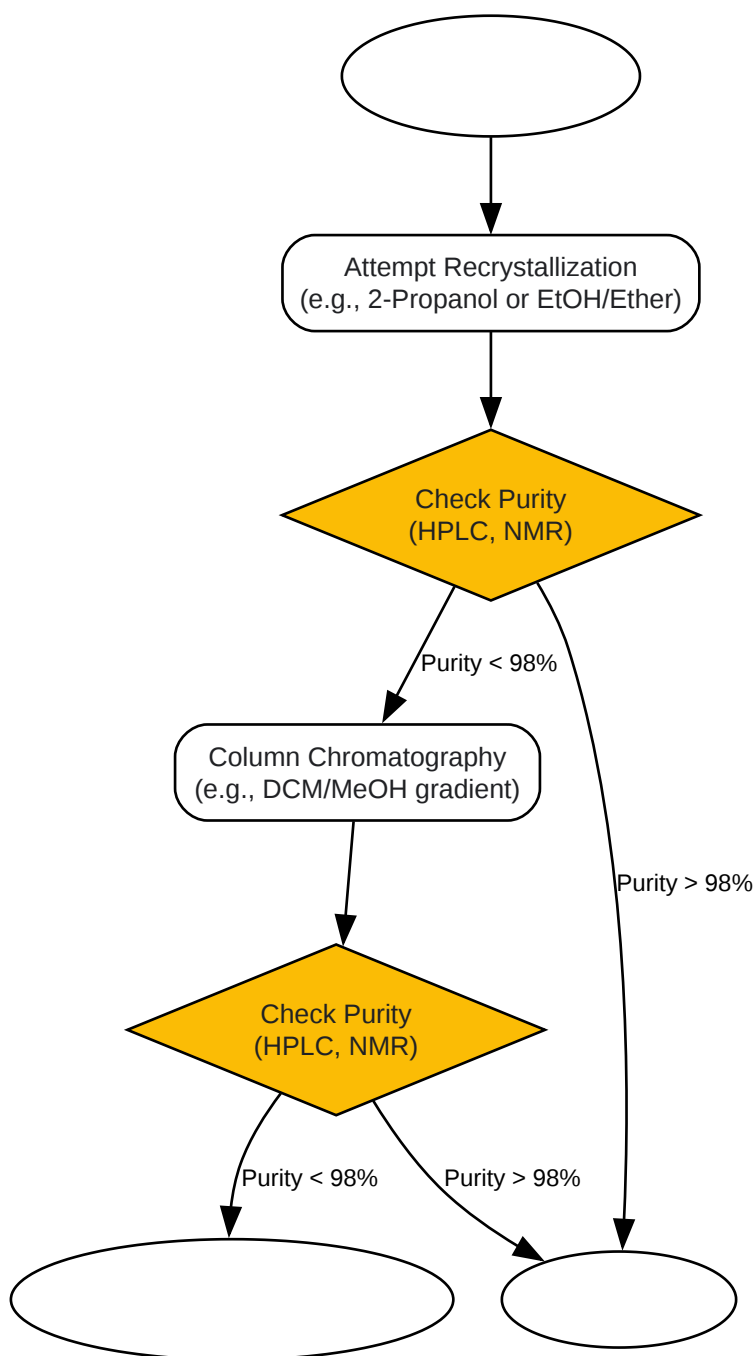 Attempt Recrystallization
(e.g., 2-Propanol or EtOH/Ether)
Check Purity
(HPLC, NMR)
Purity < 98%
Column Chromatography
(e.g., DCM/MeOH gradient)
Purity > 98%
Check Purity
(HPLC, NMR)
Purity < 98%
Purity > 98%